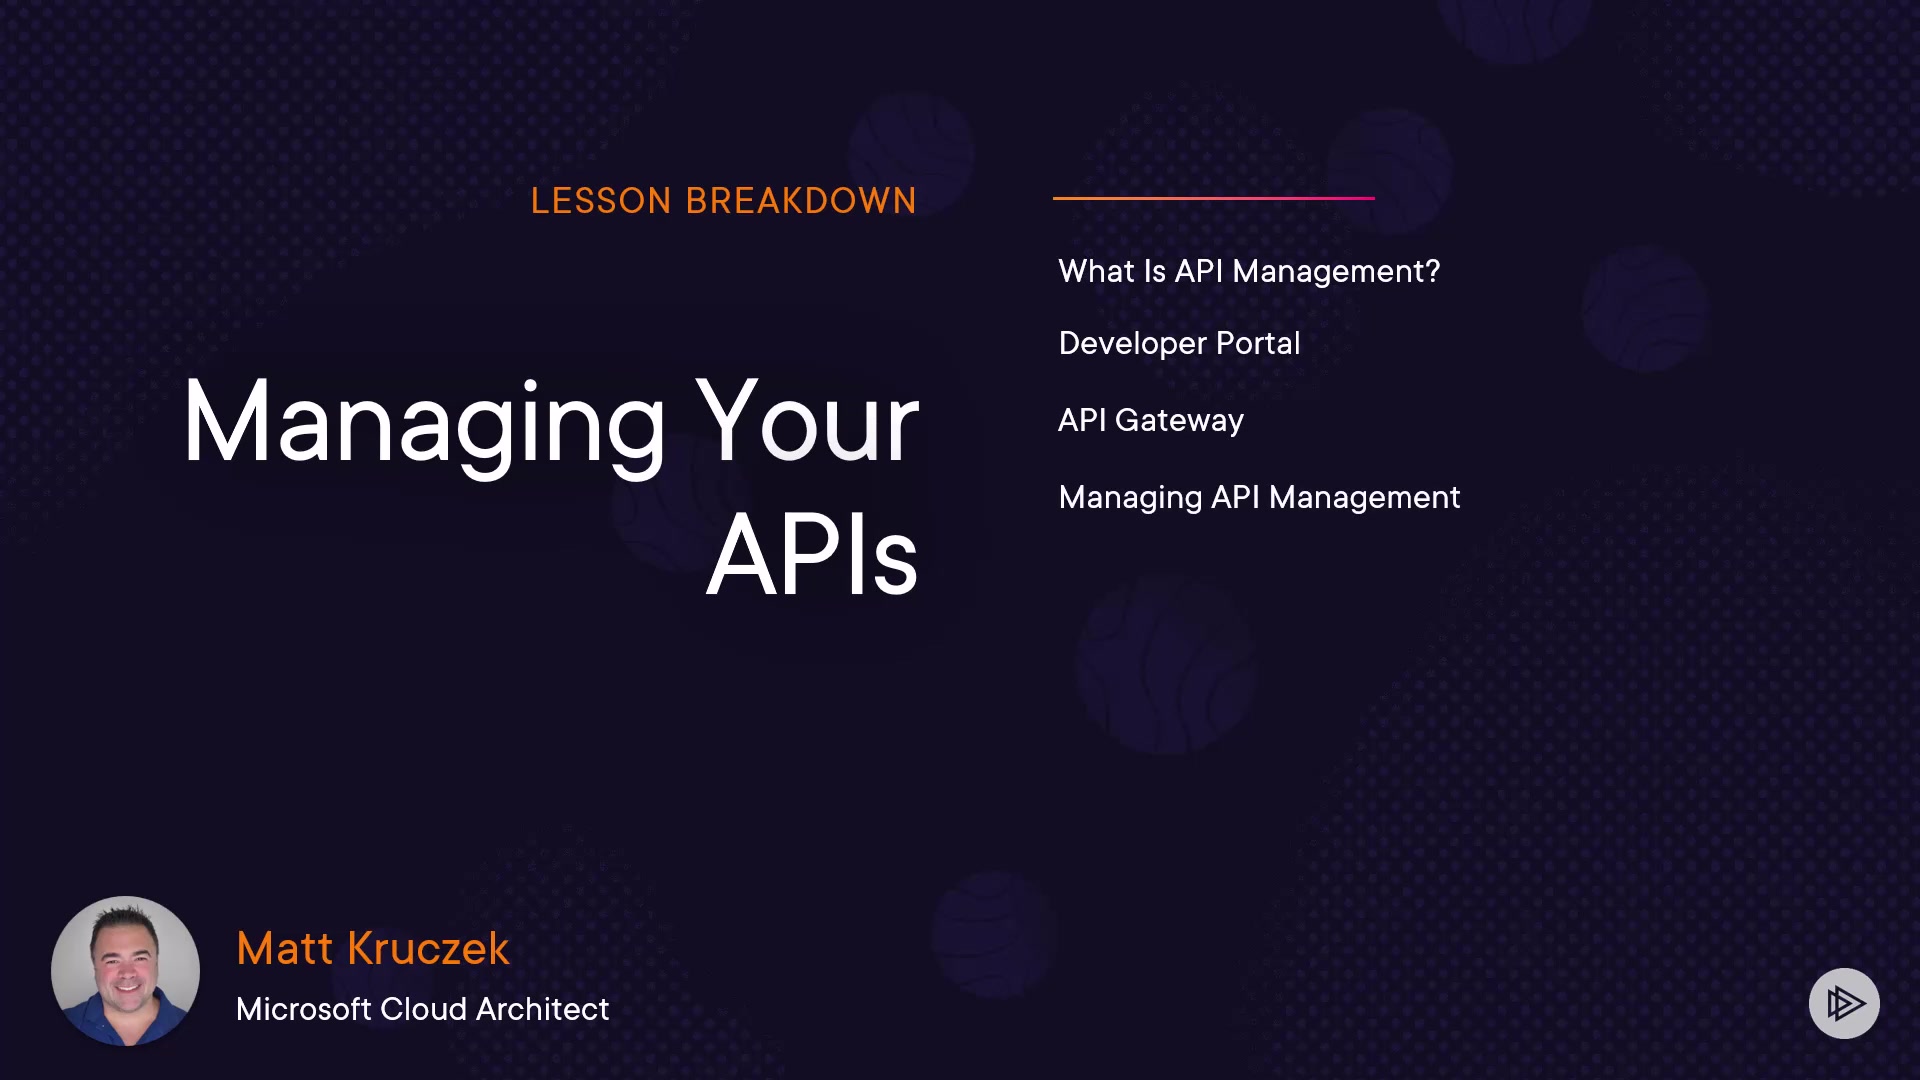 LESSON BREAKDOWN
Managing Your
APIs
What Is API Management?
Developer Portal
API Gateway
Managing API Management
Matt Kruczek
Microsoft Cloud Architect